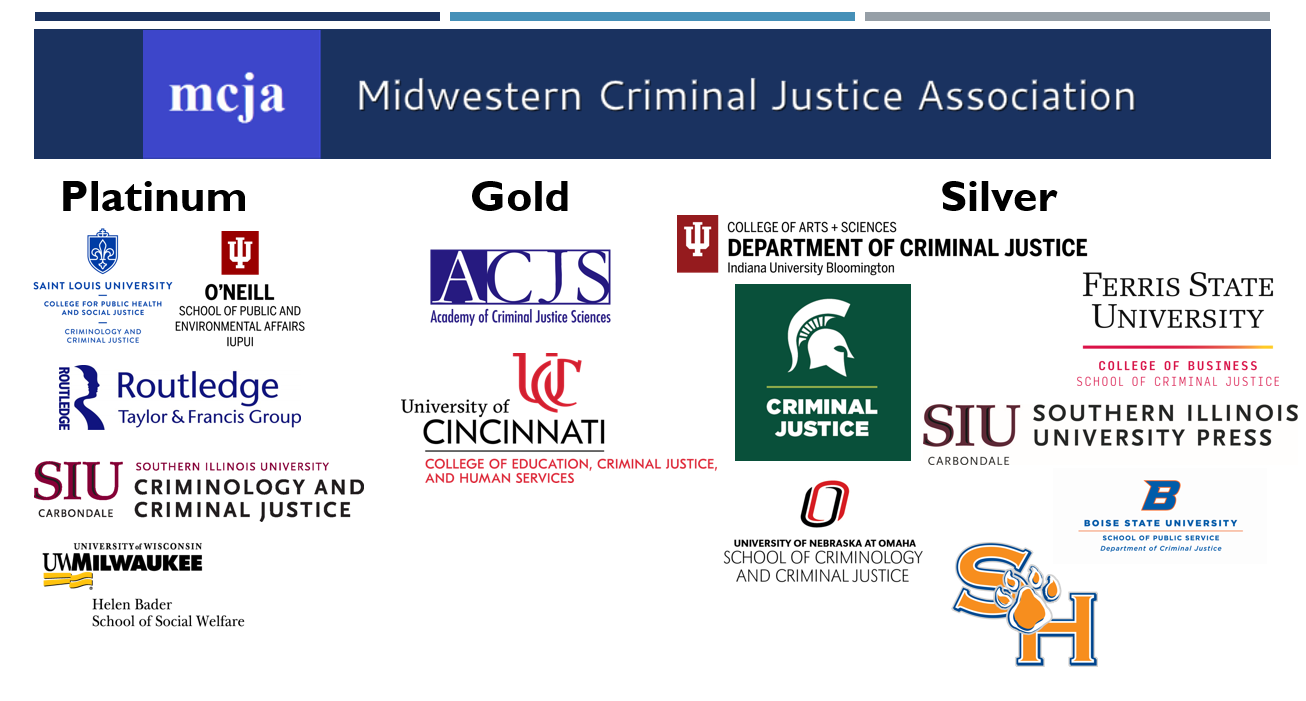 mcja
Midwestern Criminal Justice Association
Platinum
SAINT LOUIS UNIVERSITY
COLLEGE FOR PUBLIC HEALTH
AND SOCIAL JUSTICE
CRIMINOLOGY AND
CRIMINAL JUSTICE
O'NEILL
SCHOOL OF PUBLIC AND
ENVIRONMENTAL AFFAIRS
IUPUI
ROUTLEDGE
Routledge
Taylor & Francis Group
SIU
CARBONDALE
SOUTHERN ILLINOIS UNIVERSITY
CRIMINOLOGY AND
CRIMINAL JUSTICE
UNIVERSITY of WISCONSIN
UWMILWAUKEE
Helen Bader
School of Social Welfare
Gold
ACJS
Academy of Criminal Justice Sciences
UC
University of
CINCINNATI
COLLEGE OF EDUCATION, CRIMINAL JUSTICE,
AND HUMAN SERVICES
Silver
COLLEGE OF ARTS + SCIENCES
DEPARTMENT OF CRIMINAL JUSTICE
Indiana University Bloomington
FERRIS STATE
UNIVERSITY
COLLEGE OF BUSINESS
SCHOOL OF CRIMINAL JUSTICE
CRIMINAL
JUSTICE
SIU
CARBONDALE
SOUTHERN ILLINOIS
UNIVERSITY PRESS
O
UNIVERSITY OF NEBRASKA AT OMAHA
SCHOOL OF CRIMINOLOGY
AND CRIMINAL JUSTICE
B
BOISE STATE UNIVERSITY
SCHOOL OF PUBLIC SERVICE
Department of Criminal Justice
SH